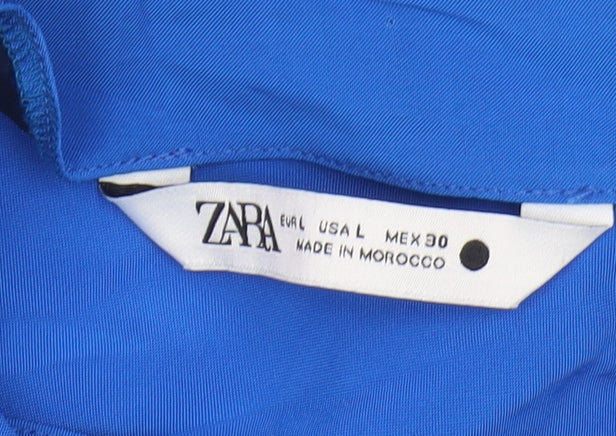 ZARA EUR L USA L MEX 30
MADE IN MOROCCO